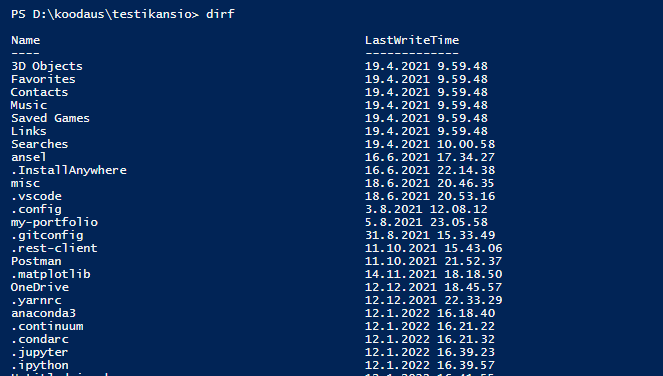 PS D:\koodaus\testikansio> dirf
Name LastWriteTime
---- -------------
3D Objects 19.4.2021 9.59.48
Favorites 19.4.2021 9.59.48
Contacts 19.4.2021 9.59.48
Music 19.4.2021 9.59.48
Saved Games 19.4.2021 9.59.48
Links 19.4.2021 9.59.48
Searches 19.4.2021 10.00.58
ansel 16.6.2021 17.34.27
.InstallAnywhere 16.6.2021 22.14.38
misc 18.6.2021 20.46.35
.vscode 18.6.2021 20.53.16
.config 3.8.2021 12.08.12
my-portfolio 5.8.2021 23.05.58
.gitconfig 31.8.2021 15.33.49
.rest-client 11.10.2021 15.43.06
Postman 11.10.2021 21.52.37
.matplotlib 14.11.2021 18.18.50
OneDrive 12.12.2021 18.45.57
.yarnrc 12.12.2021 22.33.29
anaconda3 12.1.2022 16.18.40
.continuum 12.1.2022 16.21.22
.condarc 12.1.2022 16.21.32
.jupyter 12.1.2022 16.39.23
.ipython 12.1.2022 16.39.57